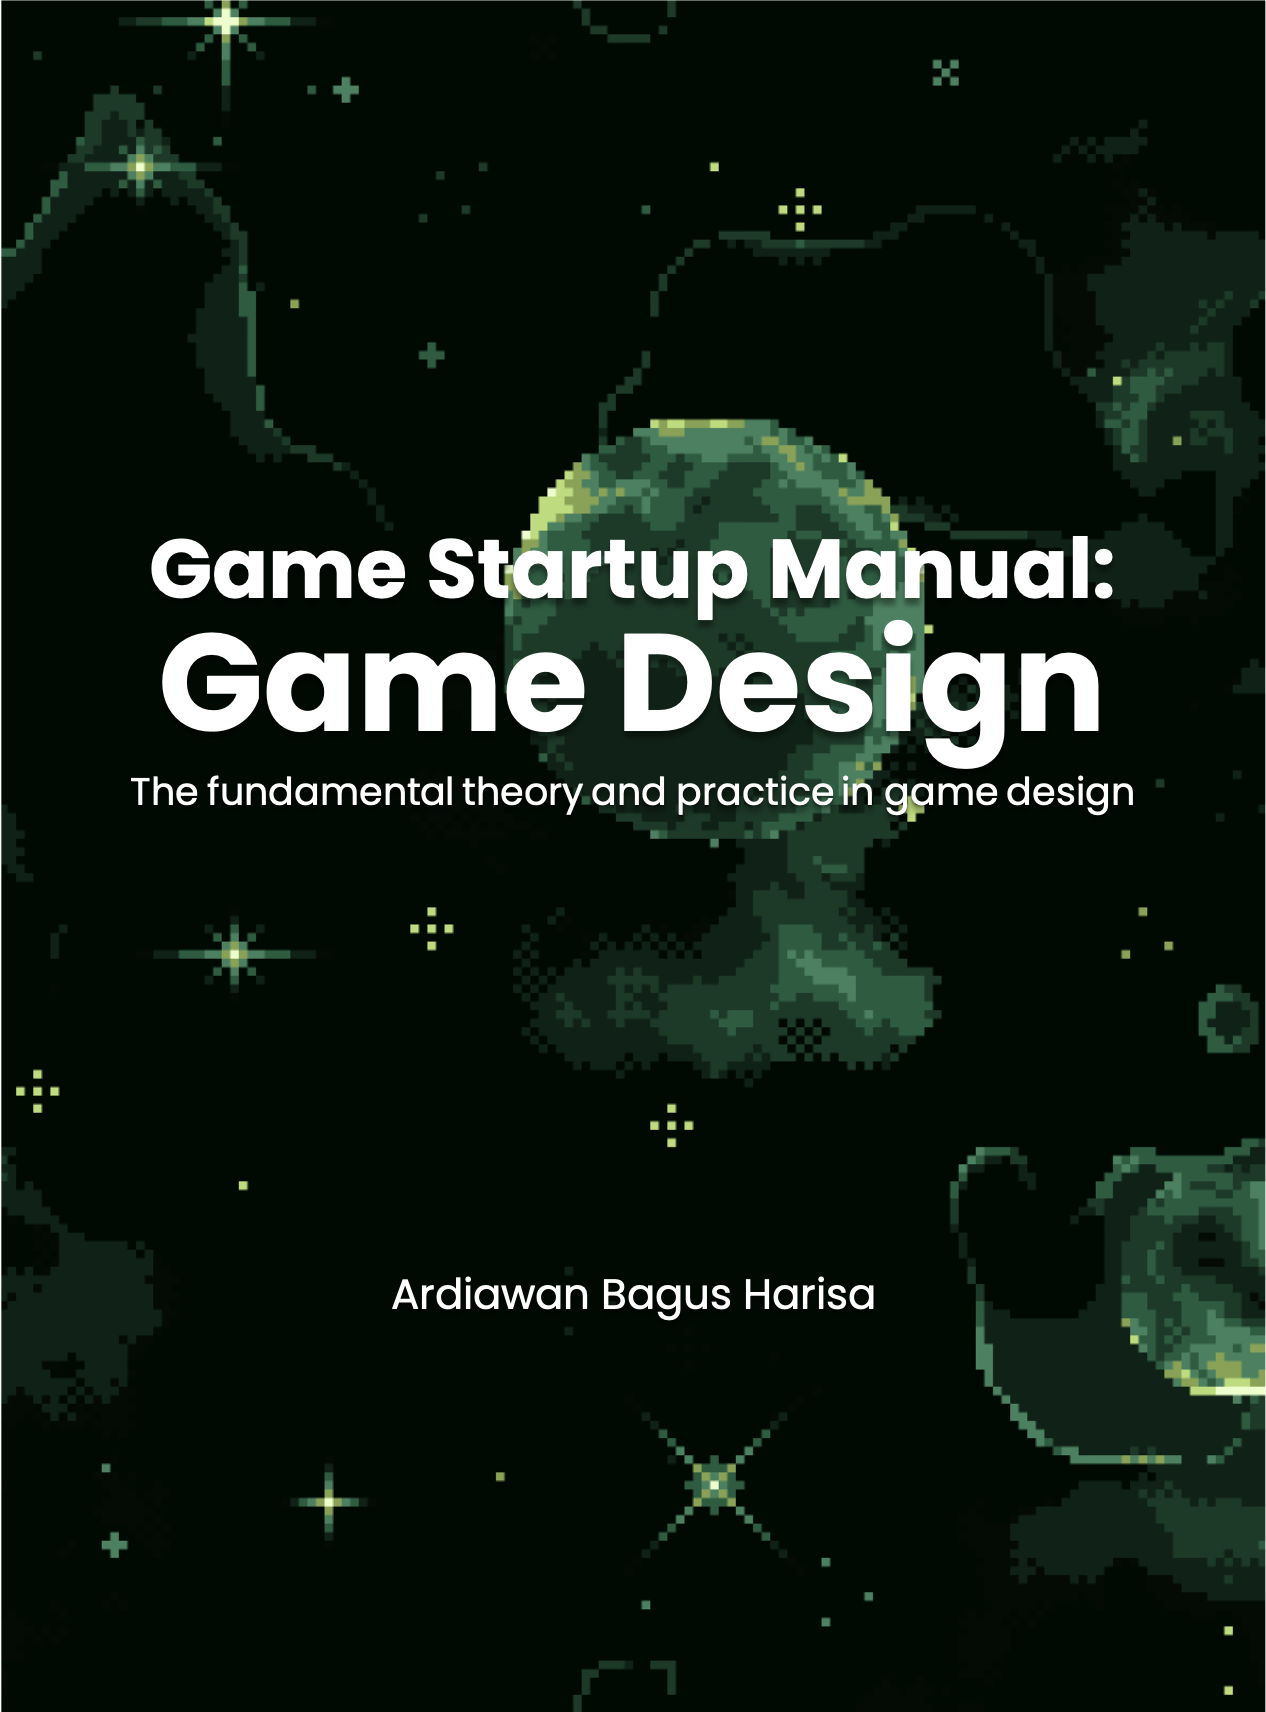 Game Startup Manual:
Game Design
The fundamental theory and practice in game design
Ardiawan Bagus Harisa